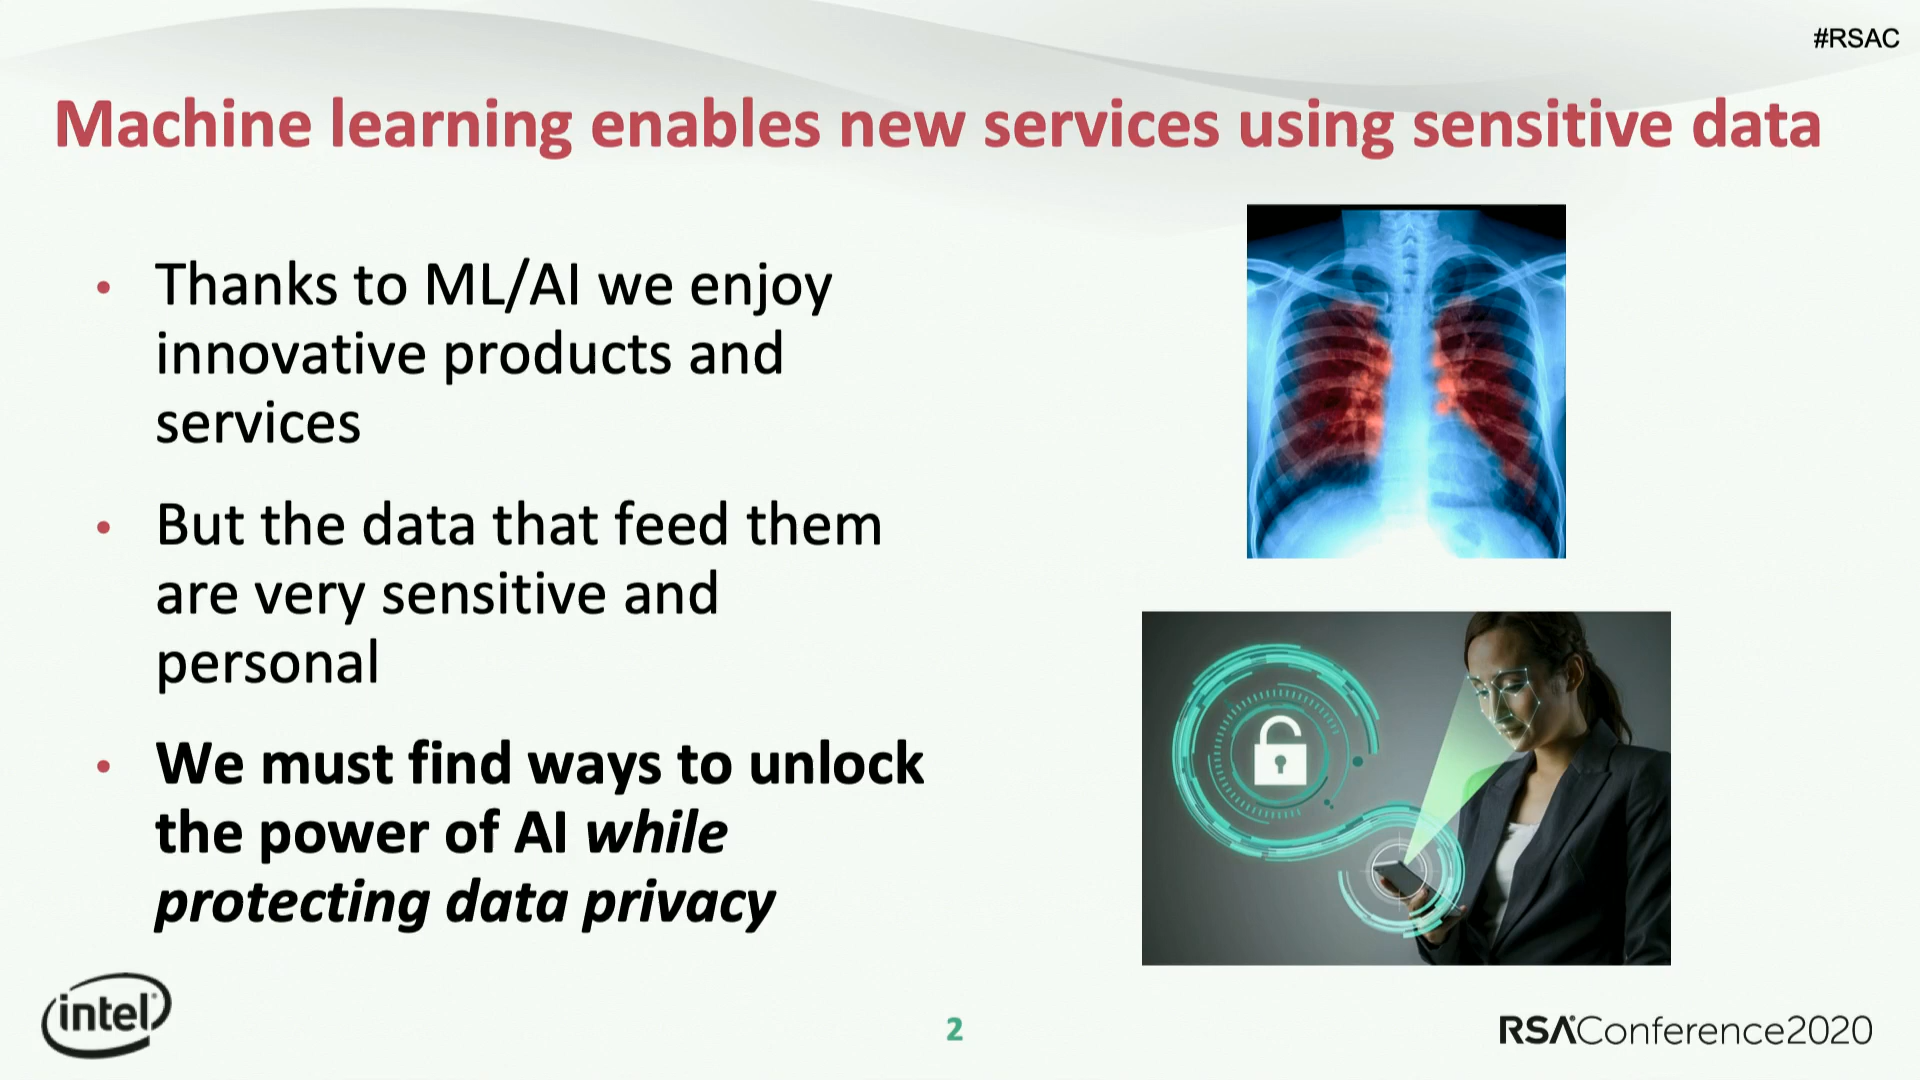 #RSAC
Machine learning enables new services using sensitive data
• Thanks to ML/AI we enjoy
innovative products and
services
• But the data that feed them
are very sensitive and
personal
• We must find ways to unlock
the power of AI while
protecting data privacy
intel
2
RSAConference2020